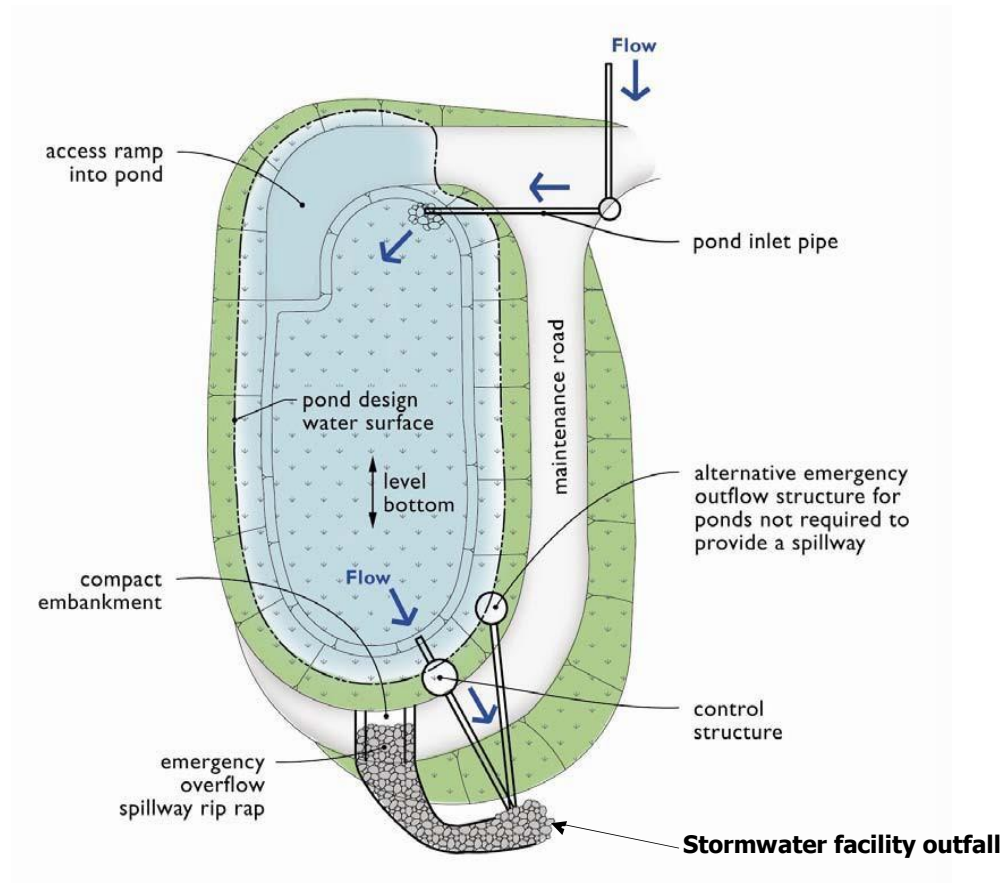 Flow
access ramp
into pond
pond inlet pipe
maintenance road
pond design
water surface
level
bottom
alternative emergency
outflow structure for
ponds not required to
provide a spillway
Flow
compact
embankment
control
structure
emergency
overflow
spillway rip rap
Stormwater facility outfall